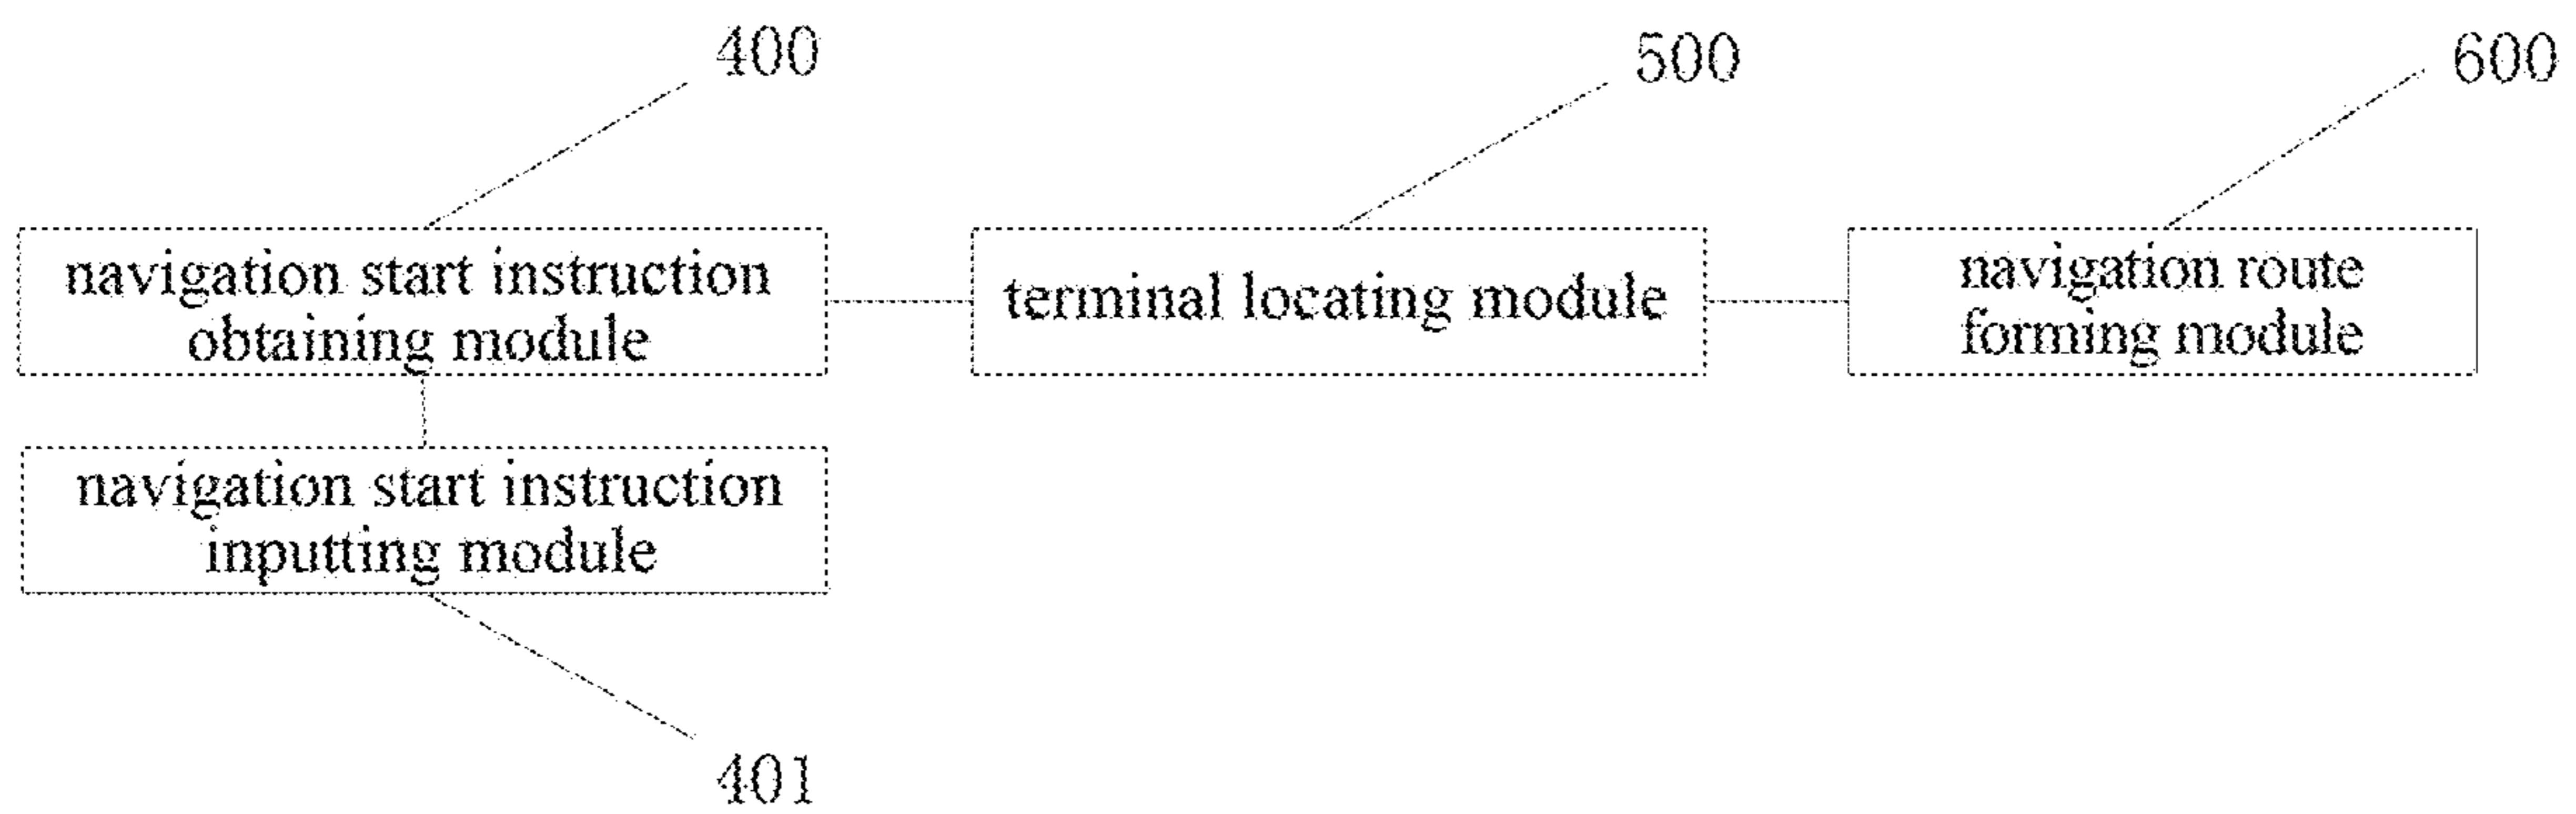 400
500
600
navigation start instruction
obtaining module
terminal locating module
navigation route
forming module
navigation start instruction
inputting module
401